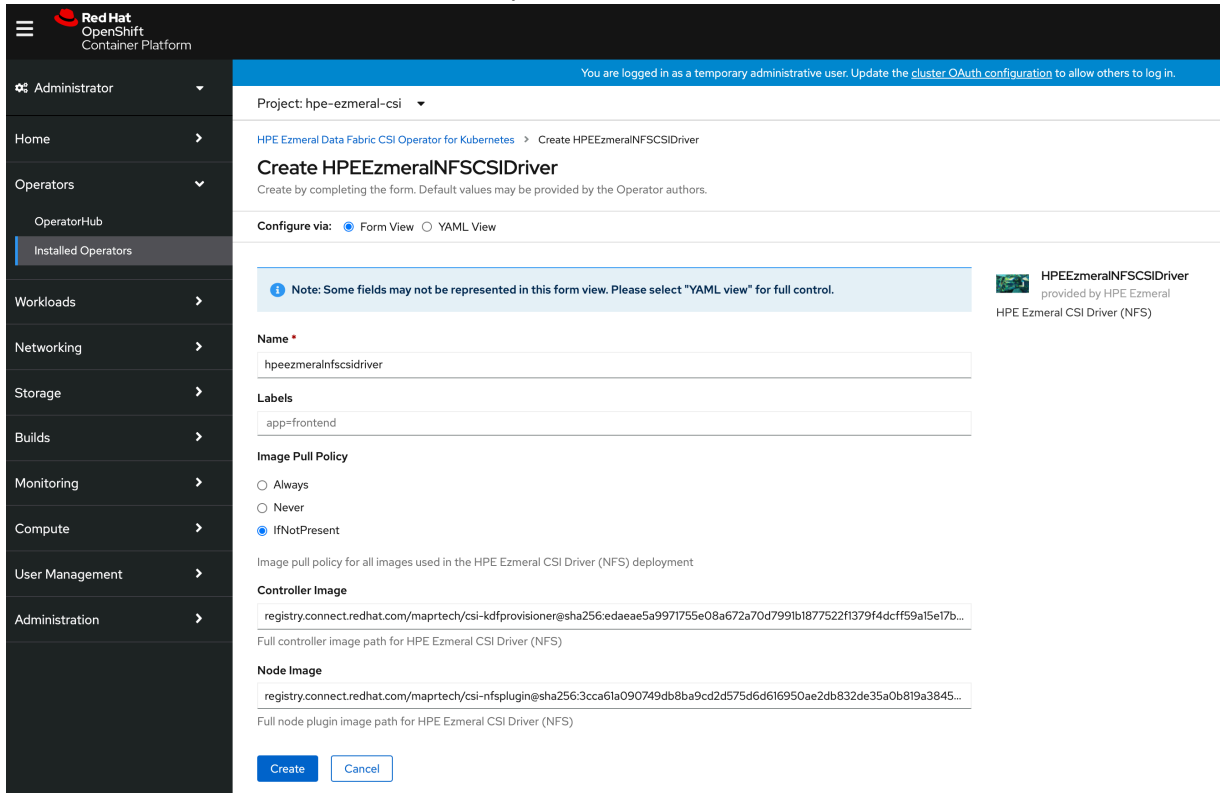 Red Hat
OpenShift
Container Platform
You are logged in as a temporary administrative user. Update the cluster OAuth configuration to allow others to log in.
Administrator
Home
Operators
OperatorHub
Installed Operators
Workloads
Networking
Storage
Builds
Monitoring
Compute
User Management
Administration
Project: hpe-ezmeral-csi
HPE Ezmeral Data Fabric CSI Operator for Kubernetes > Create HPEEzmeralNFSCSIDriver
Create HPEEzmeralNFSCSIDriver
Create by completing the form. Default values may be provided by the Operator authors.
Configure via: Form View YAML View
Note: Some fields may not be represented in this form view. Please select "YAML view" for full control.
Name *
hpeezmeralnfscsidriver
Labels
app=frontend
Image Pull Policy
Always
Never
IfNotPresent
Image pull policy for all images used in the HPE Ezmeral CSI Driver (NFS) deployment
Controller Image
registry.connect.redhat.com/maprtech/csi-kdfprovisioner@sha256:edaeae5a9971755e08a672a70d7991b1877522f1379f4dcff59a15e17b...
Full controller image path for HPE Ezmeral CSI Driver (NFS)
Node Image
registry.connect.redhat.com/maprtech/csi-nfsplugin@sha256:3cca61a090749db8ba9cd2d575d6d616950ae2db832de35a0b819a3845...
Full node plugin image path for HPE Ezmeral CSI Driver (NFS)
Create Cancel
HPEEzmeralNFSCSIDriver
provided by HPE Ezmeral
HPE Ezmeral CSI Driver (NFS)